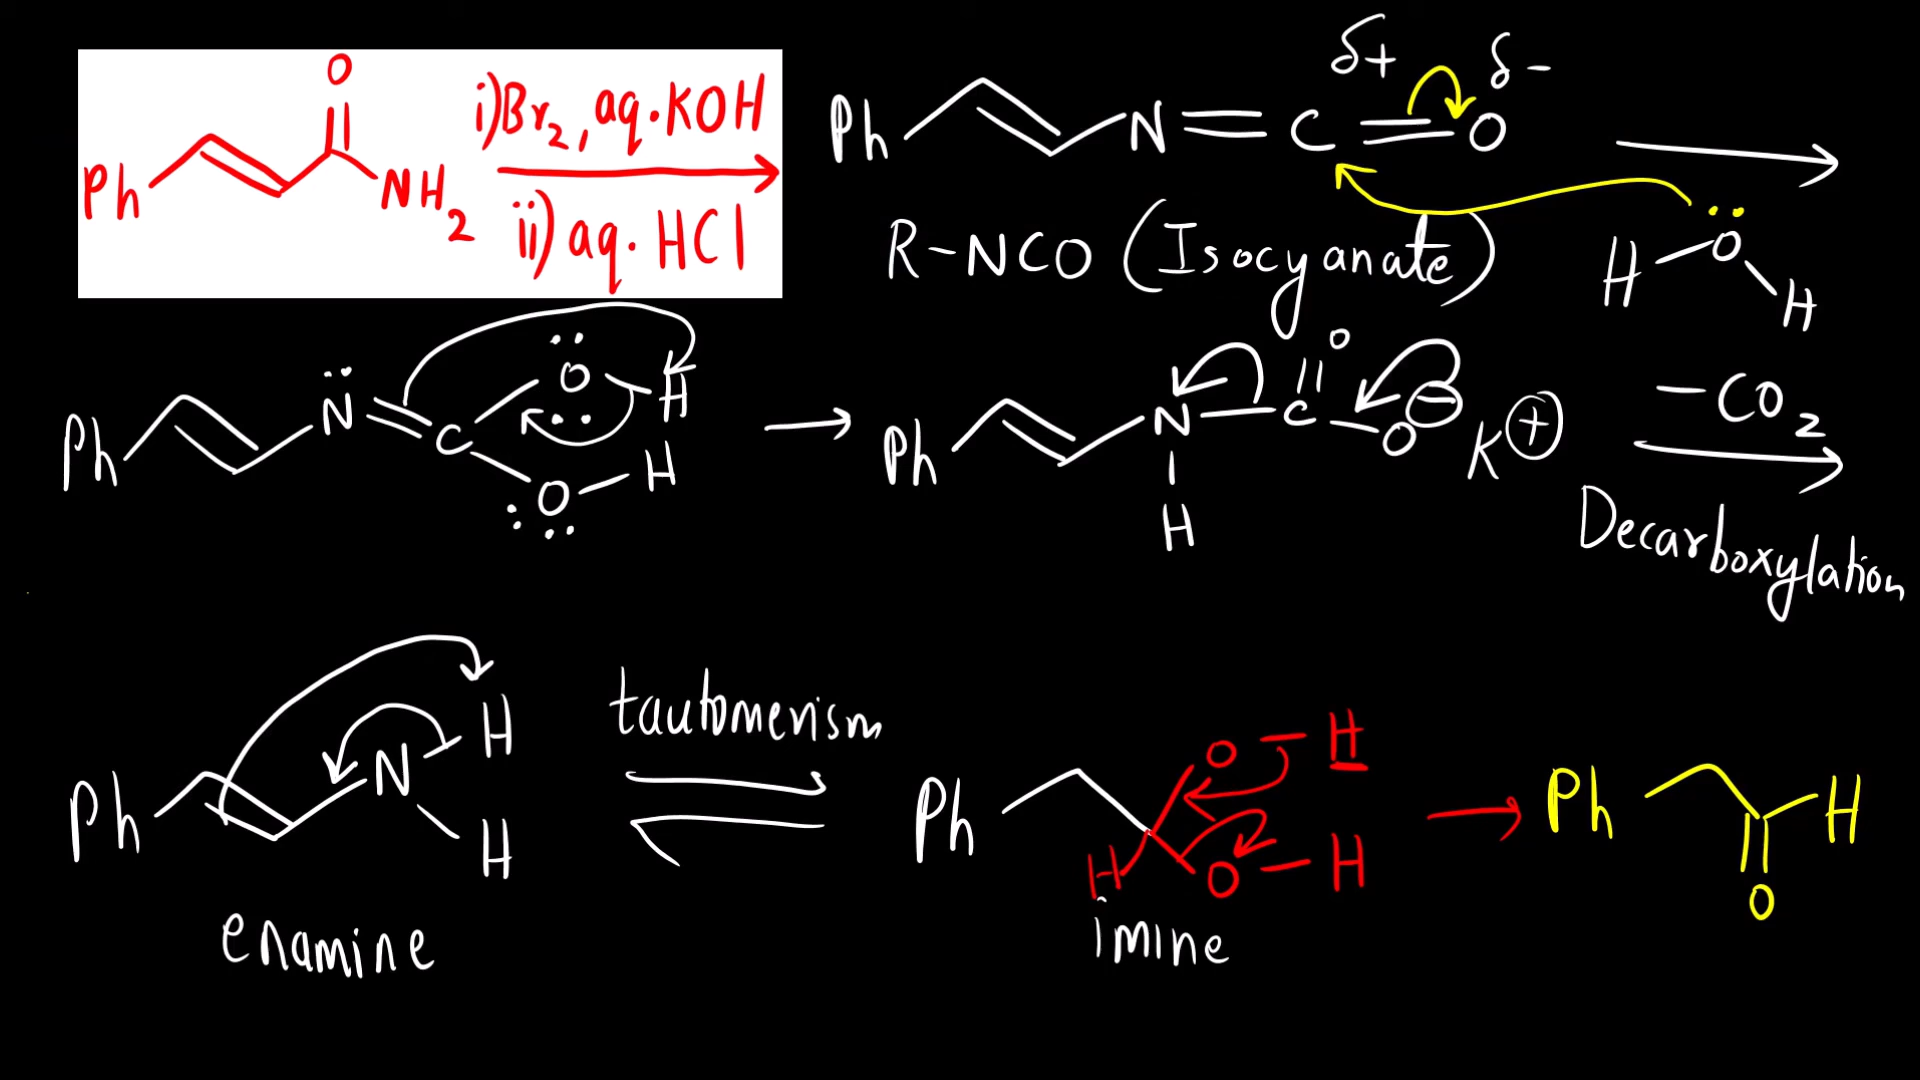 O
Ph NH2
i) Br2, aq. KOH
ii) aq. HCl
δ+ δ-
Ph N C O
R-NCO (Isocyanate)
H O H
Ph N C O H
O H
Ph N C O
O ⊖ K⊕
H
-CO2
Decarboxylation
Ph N H
H
enamine
tautomerism
Ph O-H
H O-H
imine
Ph H
O